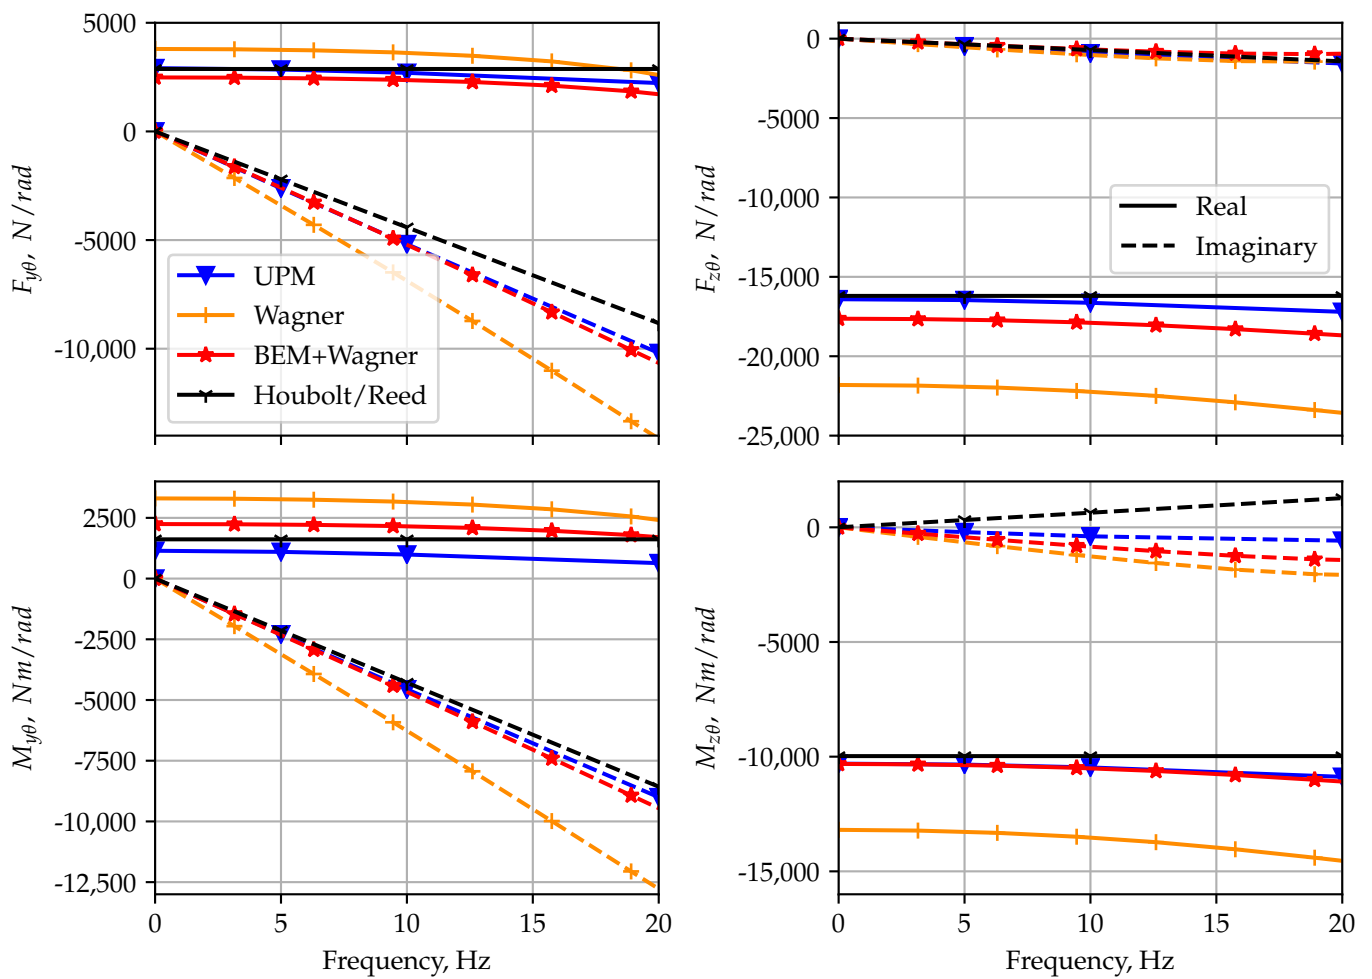 5000
0
-5000
-10,000
F_yθ, N/rad
UPM
Wagner
BEM+Wagner
Houbolt/Reed
0
-5000
-10,000
-15,000
-20,000
-25,000
F_zθ, N/rad
Real
Imaginary
2500
0
-2500
-5000
-7500
-10,000
-12,500
M_yθ, Nm/rad
0 5 10 15 20
Frequency, Hz
0
-5000
-10,000
-15,000
M_zθ, Nm/rad
0 5 10 15 20
Frequency, Hz